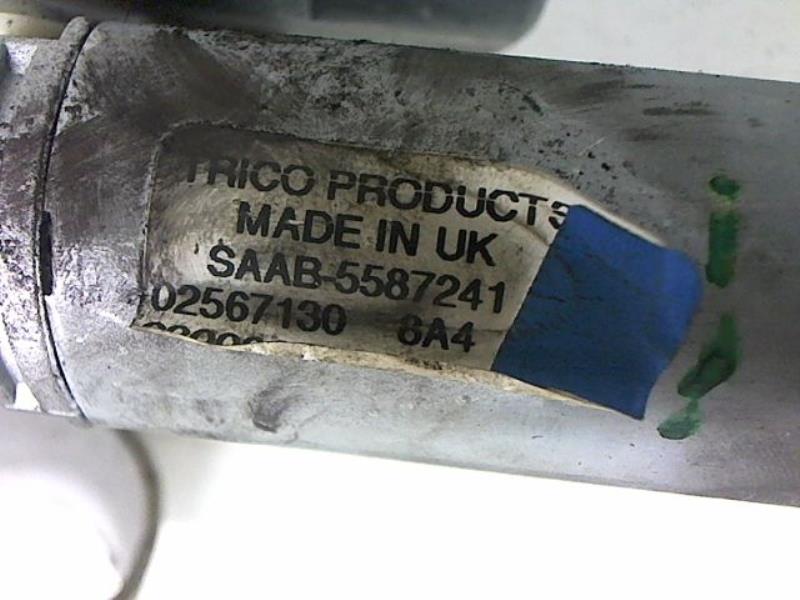 TRICO PRODUCTS
MADE IN UK
SAAB-5587241
02567130 8A4